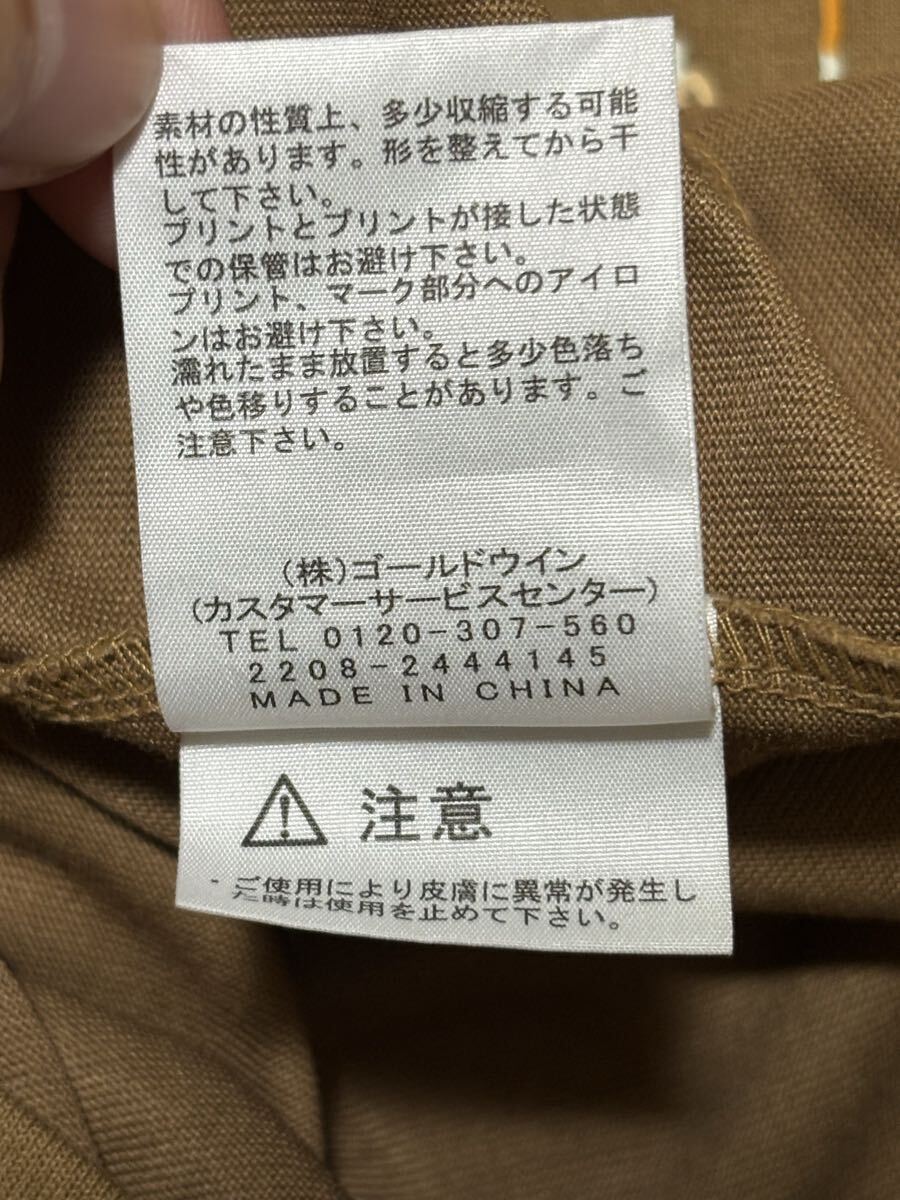 素材の性質上、多少収縮する可能
性があります。形を整えてから干
して下さい。
プリントとプリントが接した状態
での保管はお避け下さい。
プリント、マーク部分へのアイロ
ンはお避け下さい。
濡れたまま放置すると多少色落ち
や色移りすることがあります。ご
注意下さい。
(株)ゴールドウイン
(カスタマーサービスセンター)
TEL 0120-307-560
2208-2444145
MADE IN CHINA
注意
ご使用により皮膚に異常が発生し
た時は使用を止めて下さい。